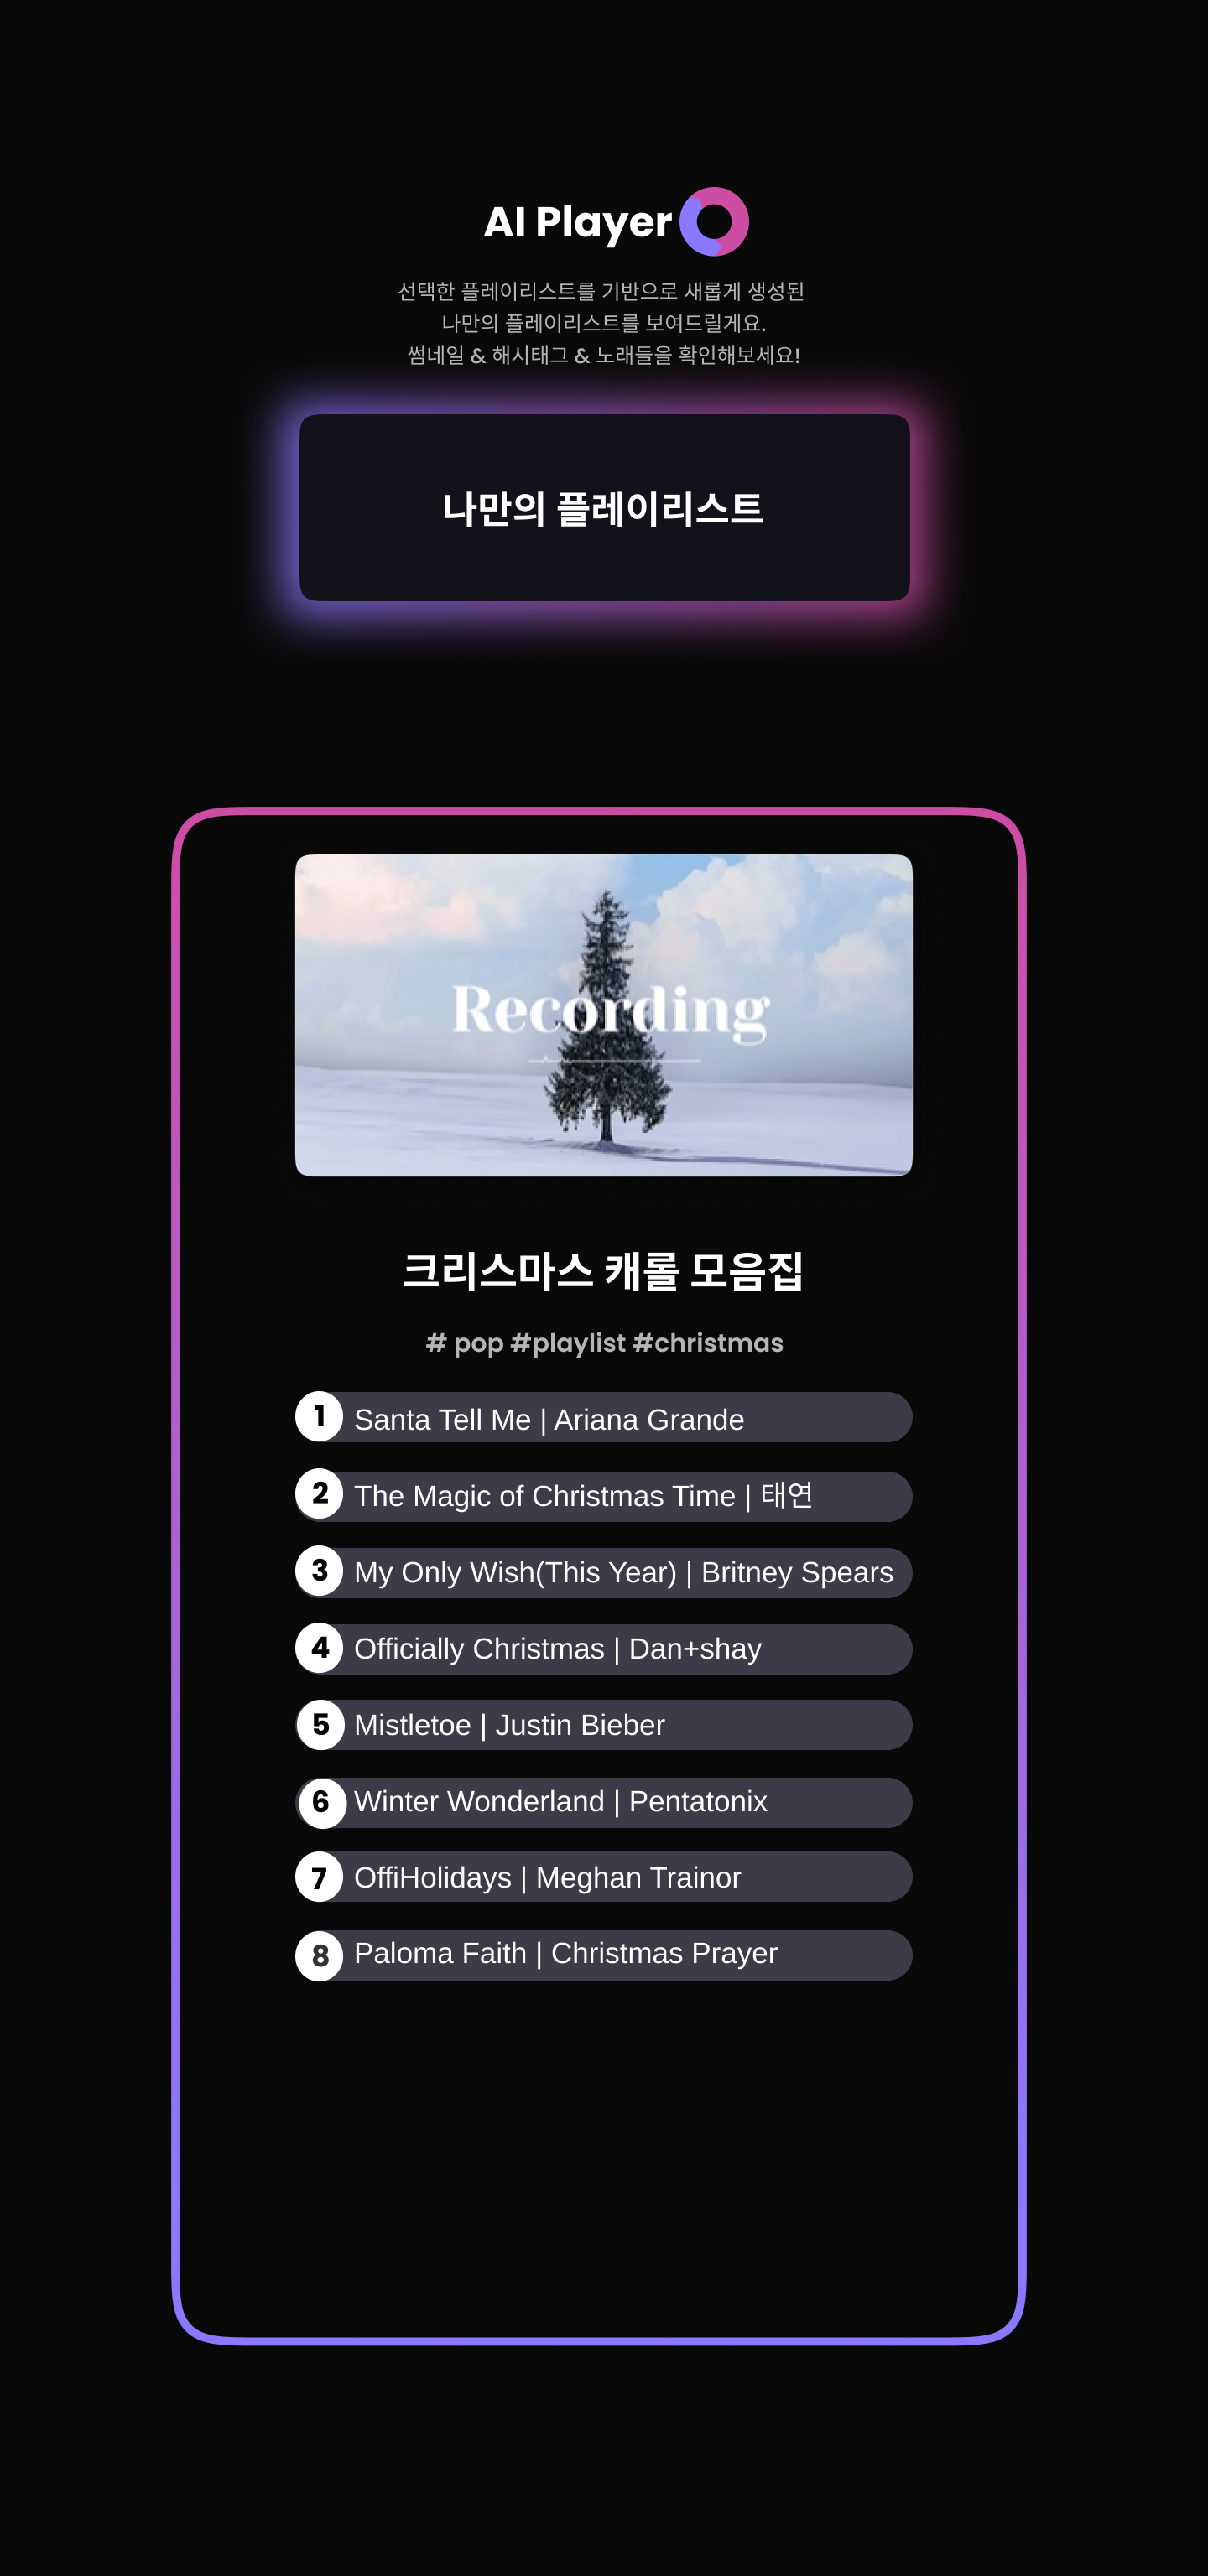 AI Player
선택한 플레이리스트를 기반으로 새롭게 생성된
나만의 플레이리스트를 보여드릴게요.
썸네일 & 해시태그 & 노래들을 확인해보세요!
나만의 플레이리스트
Recording
크리스마스 캐롤 모음집
# pop #playlist #christmas
1 Santa Tell Me | Ariana Grande
2 The Magic of Christmas Time | 태연
3 My Only Wish(This Year) | Britney Spears
4 Officially Christmas | Dan+shay
5 Mistletoe | Justin Bieber
6 Winter Wonderland | Pentatonix
7 OffiHolidays | Meghan Trainor
8 Paloma Faith | Christmas Prayer